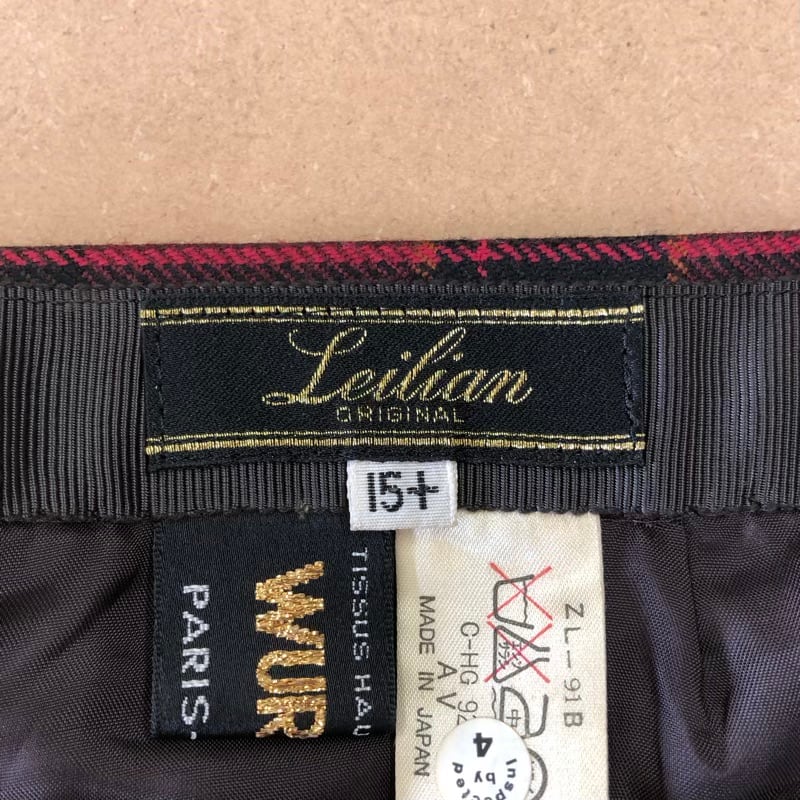 Leilian
ORIGINAL
15+
TISSUS HAU
WUR
PARIS
ZL-91B
C-HG 92
A V
MADE IN JAPAN
Inspected
by
4